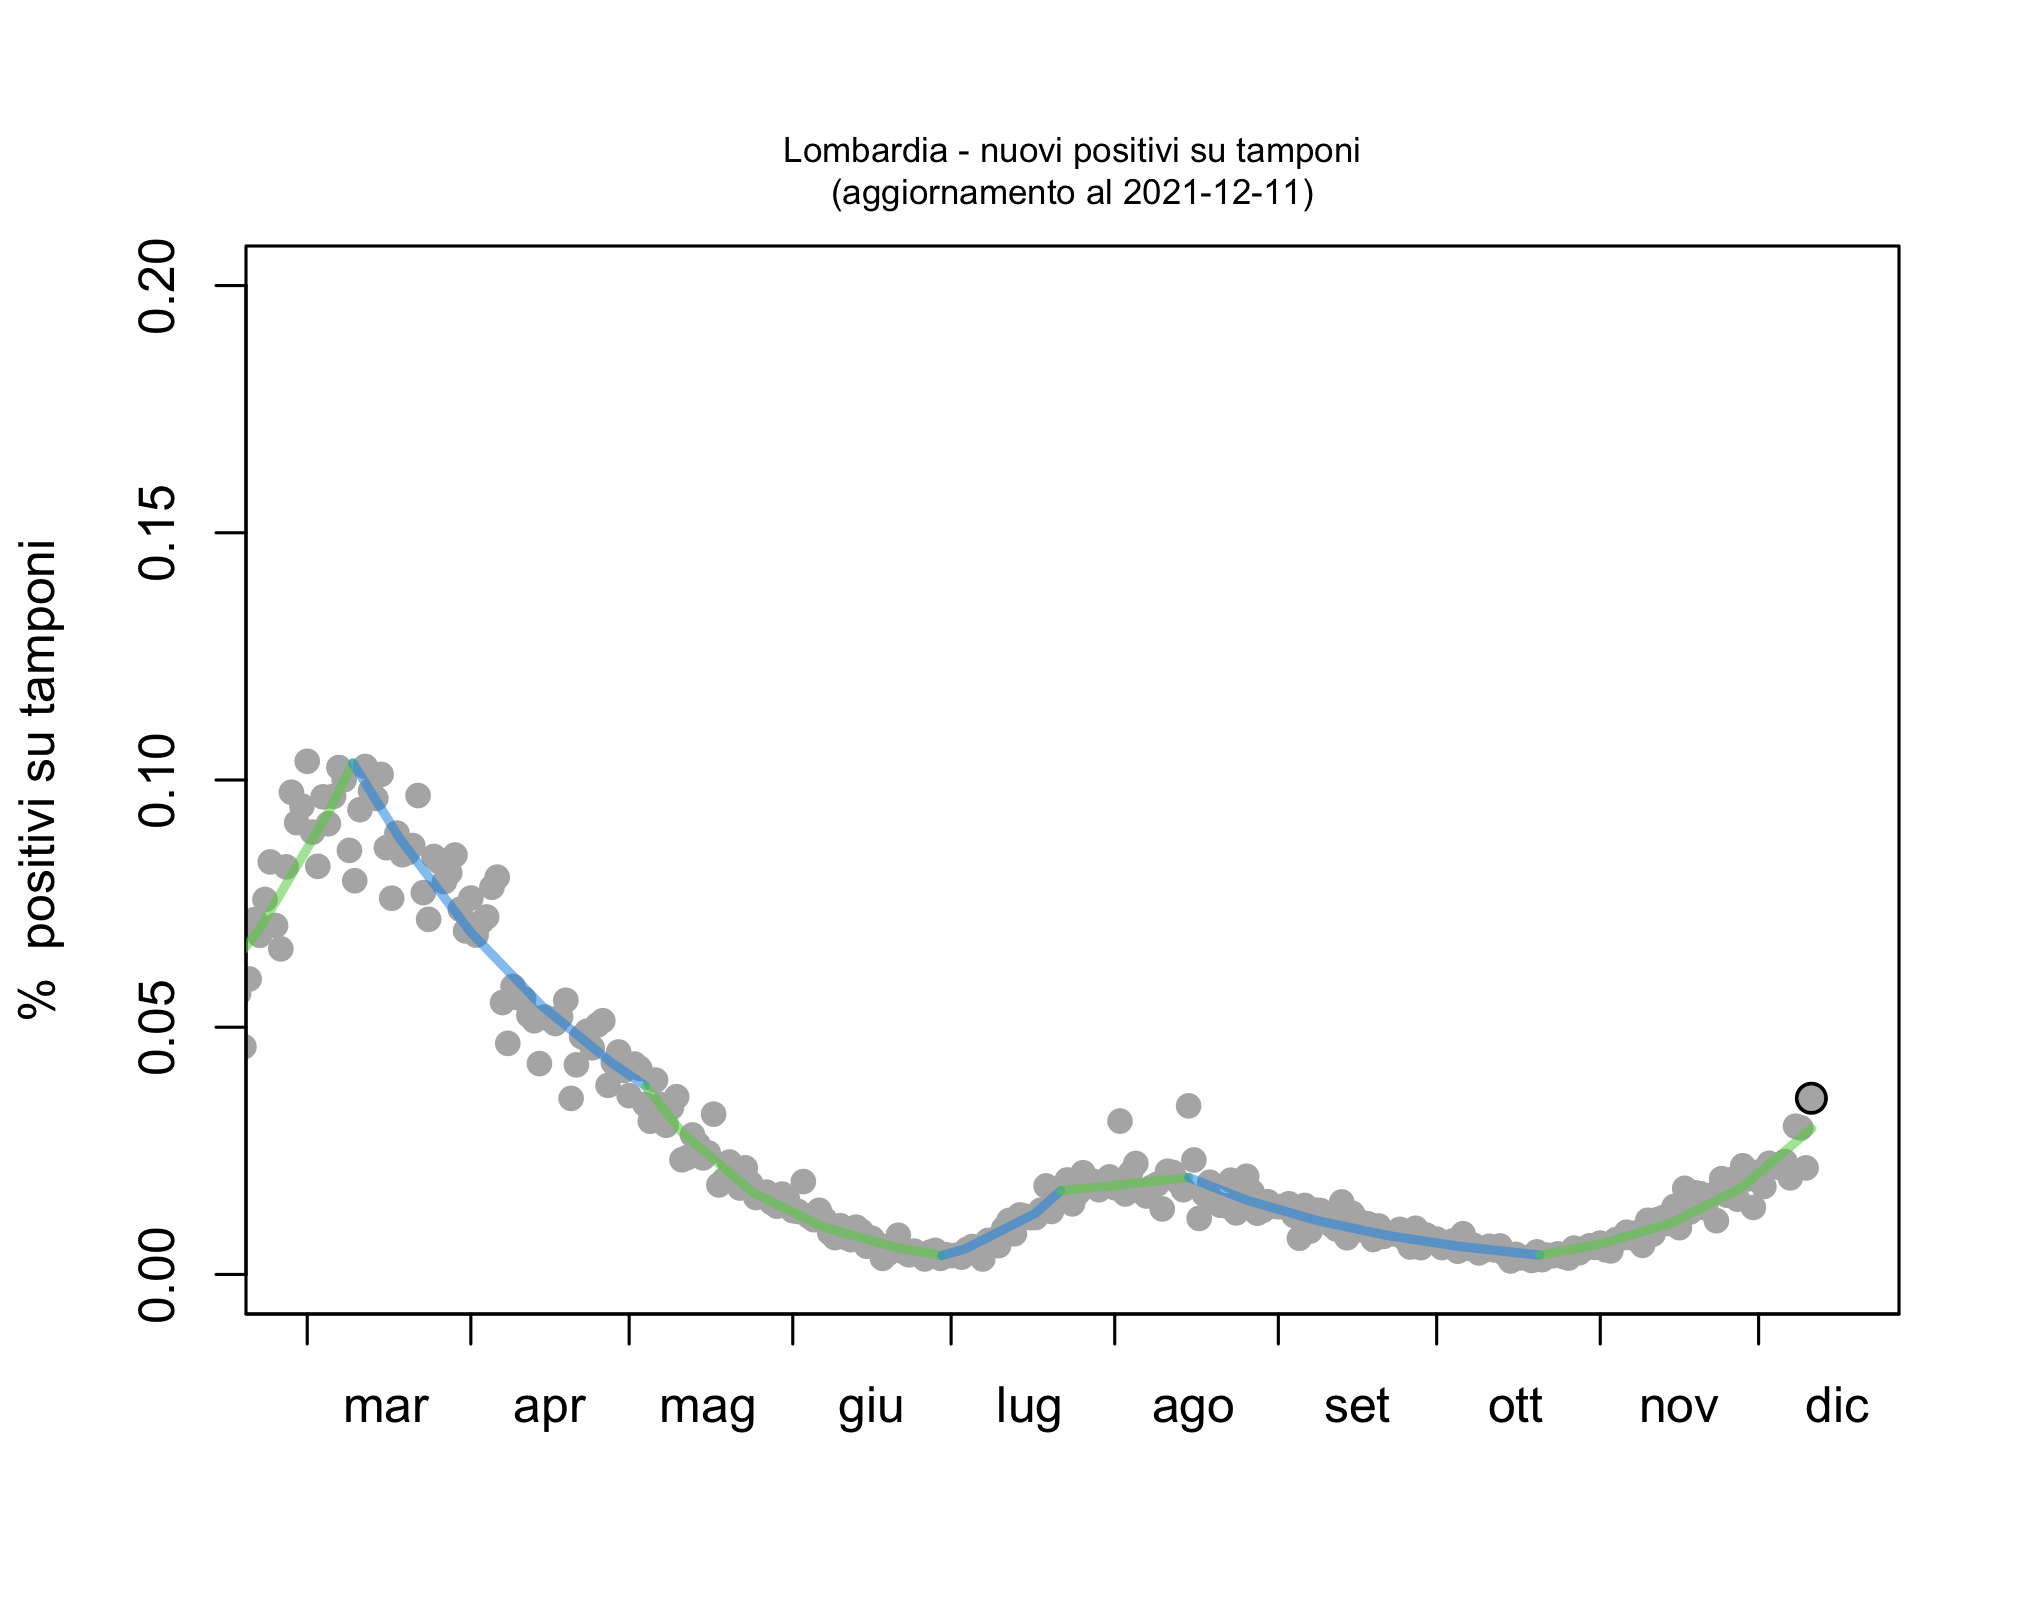 Lombardia - nuovi positivi su tamponi
(aggiornamento al 2021-12-11)
% positivi su tamponi
0.20
0.15
0.10
0.05
0.00
mar apr mag giu lug ago set ott nov dic